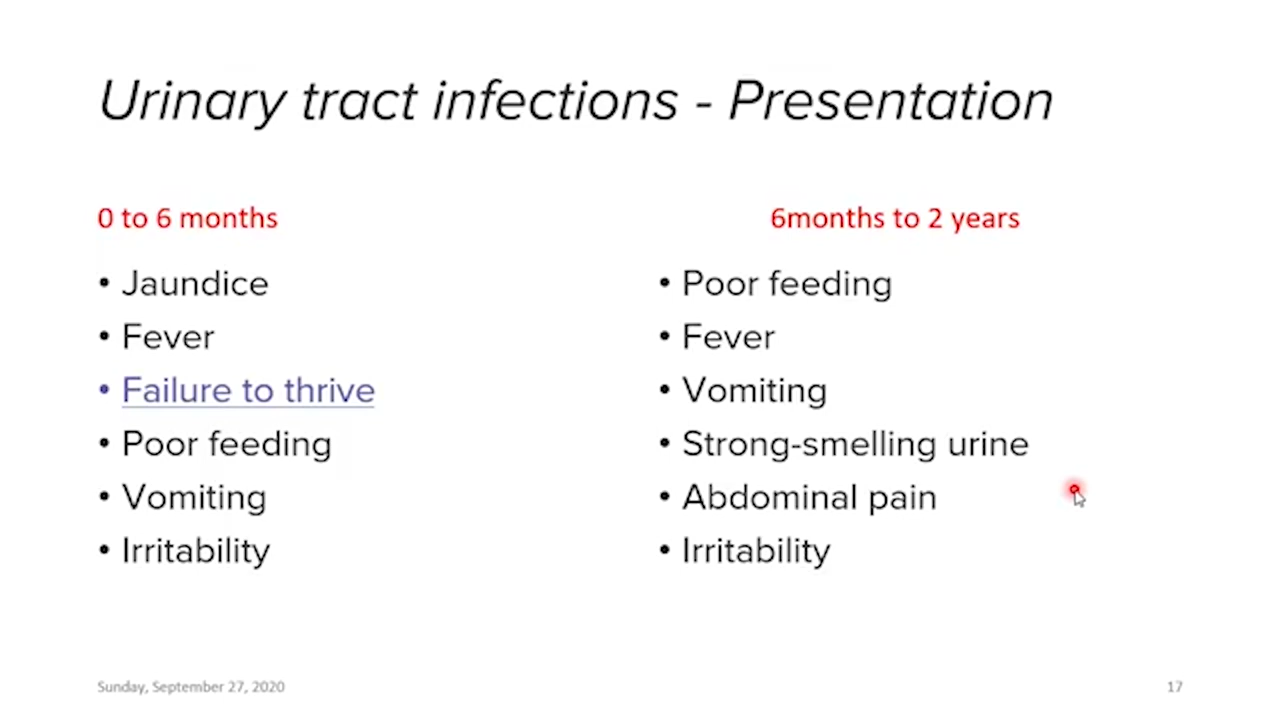 Urinary tract infections - Presentation
0 to 6 months
• Jaundice
• Fever
• Failure to thrive
• Poor feeding
• Vomiting
• Irritability
6months to 2 years
• Poor feeding
• Fever
• Vomiting
• Strong-smelling urine
• Abdominal pain
• Irritability
Sunday, September 27, 2020
17